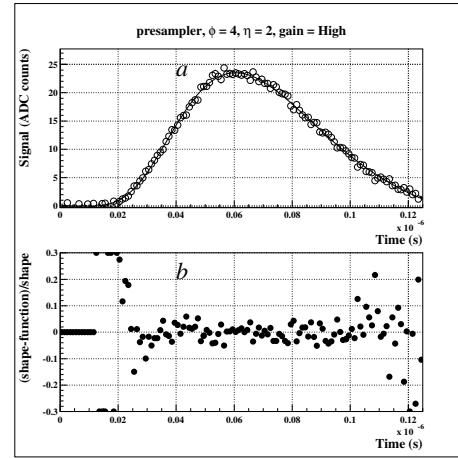 presampler, ϕ = 4, η = 2, gain = High
a
Signal (ADC counts)
25
20
15
10
5
0
0 0.02 0.04 0.06 0.08 0.1 0.12
x 10 -6
Time (s)
b
(shape-function)/shape
0.3
0.2
0.1
0
-0.1
-0.2
-0.3
0 0.02 0.04 0.06 0.08 0.1 0.12
x 10 -6
Time (s)